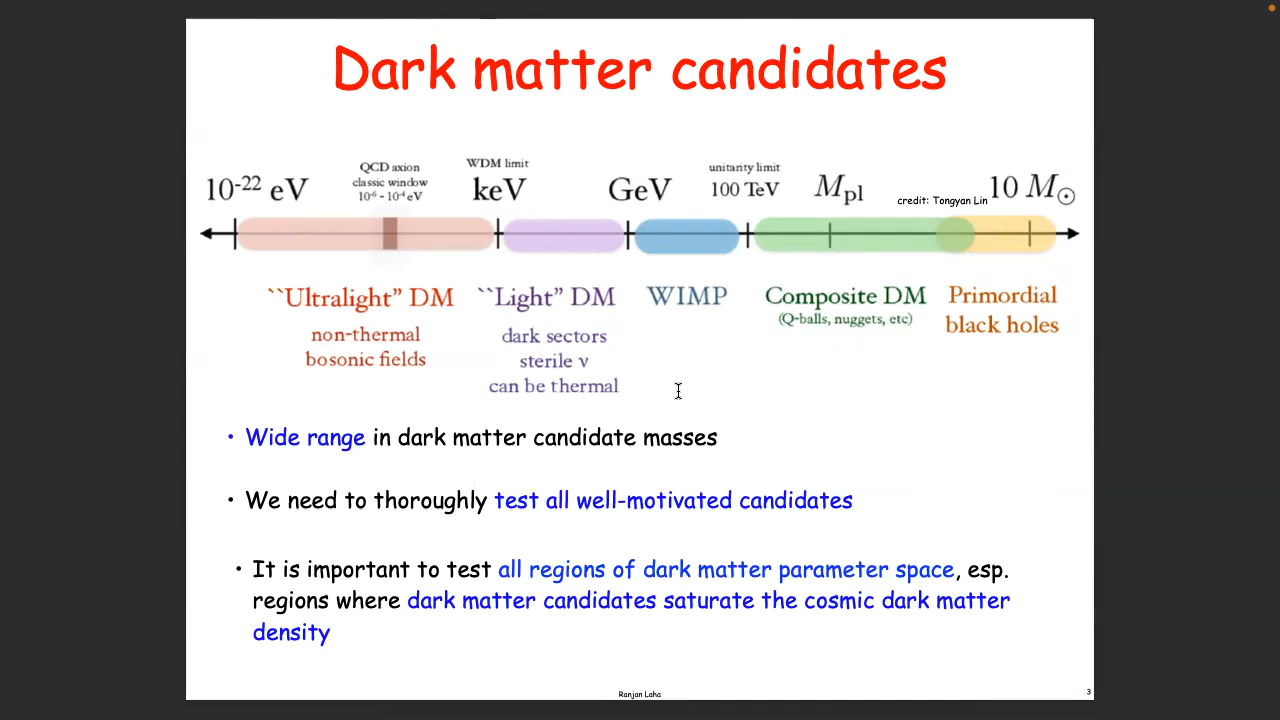 Dark matter candidates
10⁻²² eV
QCD axion
classic window
10⁻⁶ - 10⁻⁴ eV
WDM limit
keV
GeV
unitarity limit
100 TeV
Mpl
credit: Tongyan Lin
10 M☉
``Ultralight” DM
non-thermal
bosonic fields
``Light” DM
dark sectors
sterile ν
can be thermal
WIMP
Composite DM
(Q-balls, nuggets, etc)
Primordial
black holes
• Wide range in dark matter candidate masses
• We need to thoroughly test all well-motivated candidates
• It is important to test all regions of dark matter parameter space, esp.
regions where dark matter candidates saturate the cosmic dark matter
density
Ranjan Laha
3